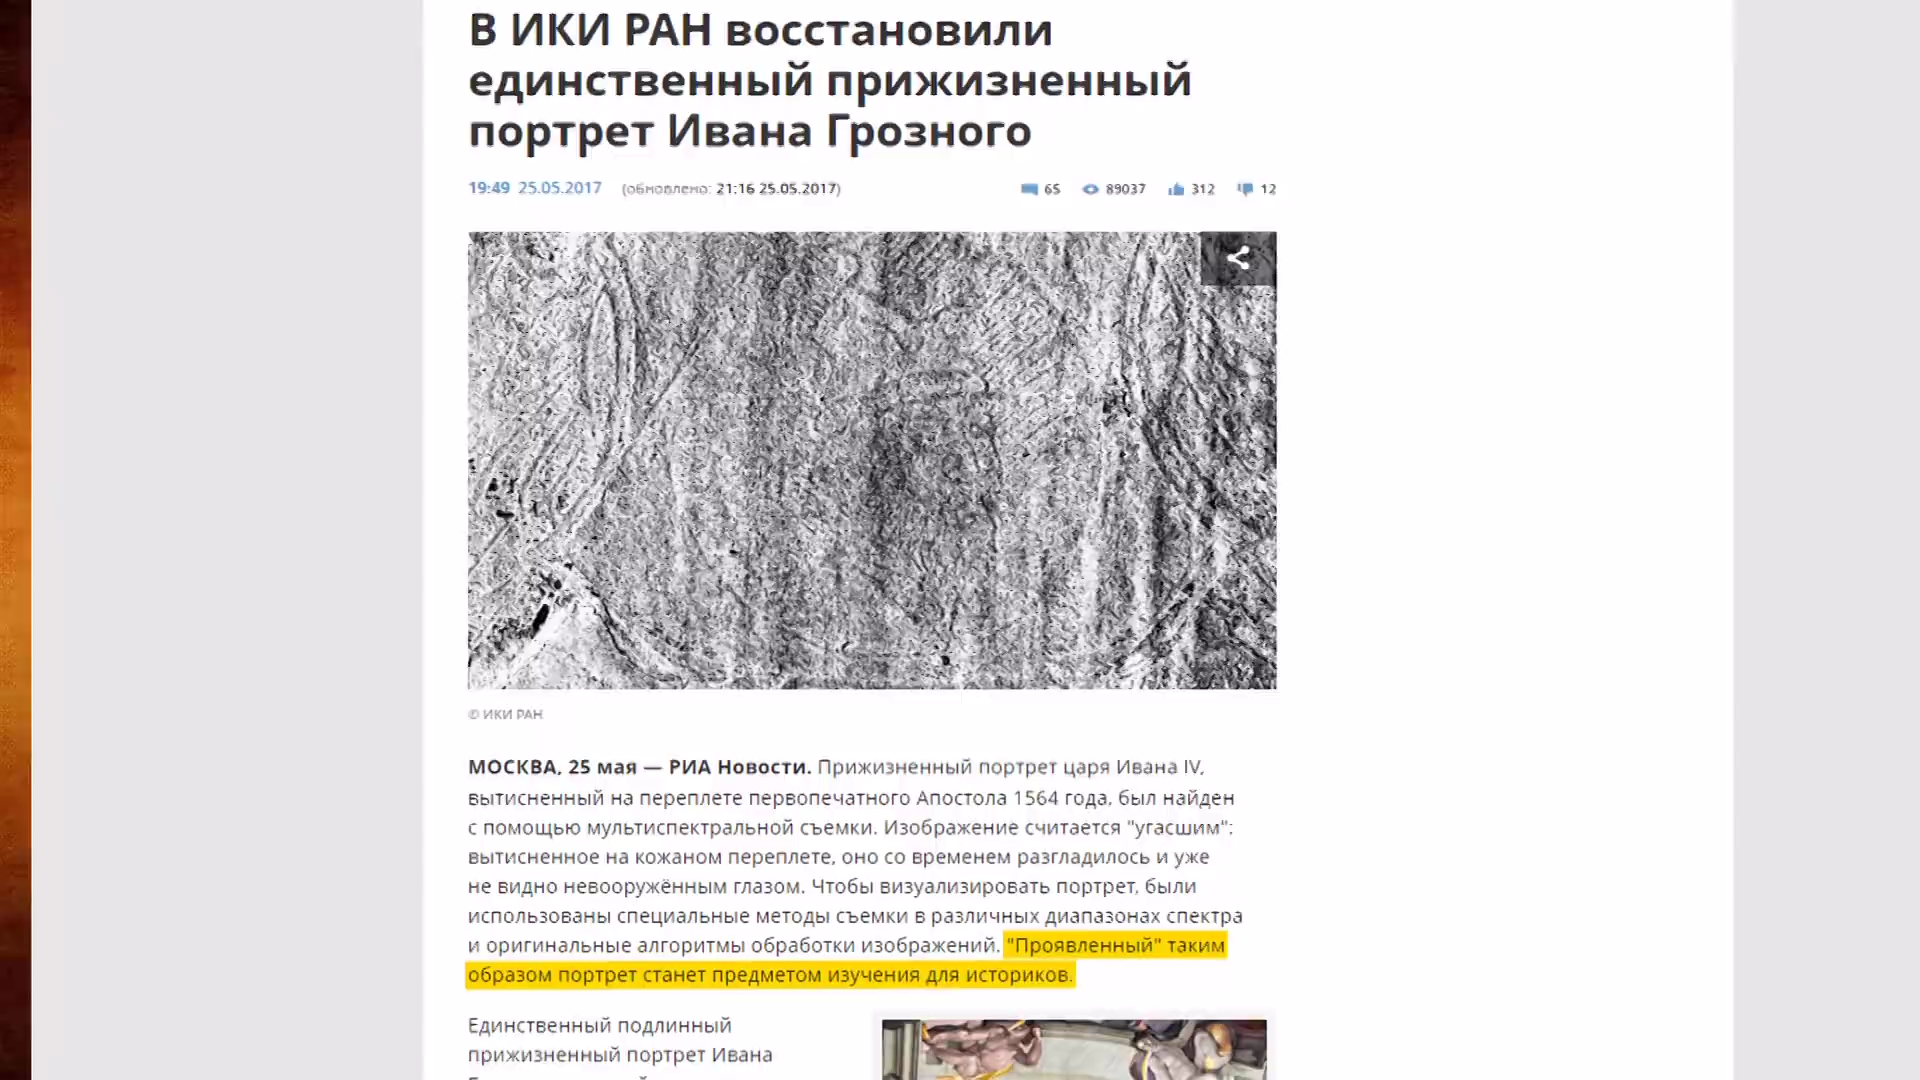 В ИКИ РАН восстановили
единственный прижизненный
портрет Ивана Грозного
19:49 25.05.2017 (обновлено: 21:16 25.05.2017) 65 89037 312 12
© ИКИ РАН
МОСКВА, 25 мая — РИА Новости. Прижизненный портрет царя Ивана IV,
вытисненный на переплете первопечатного Апостола 1564 года, был найден
с помощью мультиспектральной съемки. Изображение считается "угасшим":
вытисненное на кожаном переплете, оно со временем разгладилось и уже
не видно невооружённым глазом. Чтобы визуализировать портрет, были
использованы специальные методы съемки в различных диапазонах спектра
и оригинальные алгоритмы обработки изображений. "Проявленный" таким
образом портрет станет предметом изучения для историков.
Единственный подлинный
прижизненный портрет Ивана